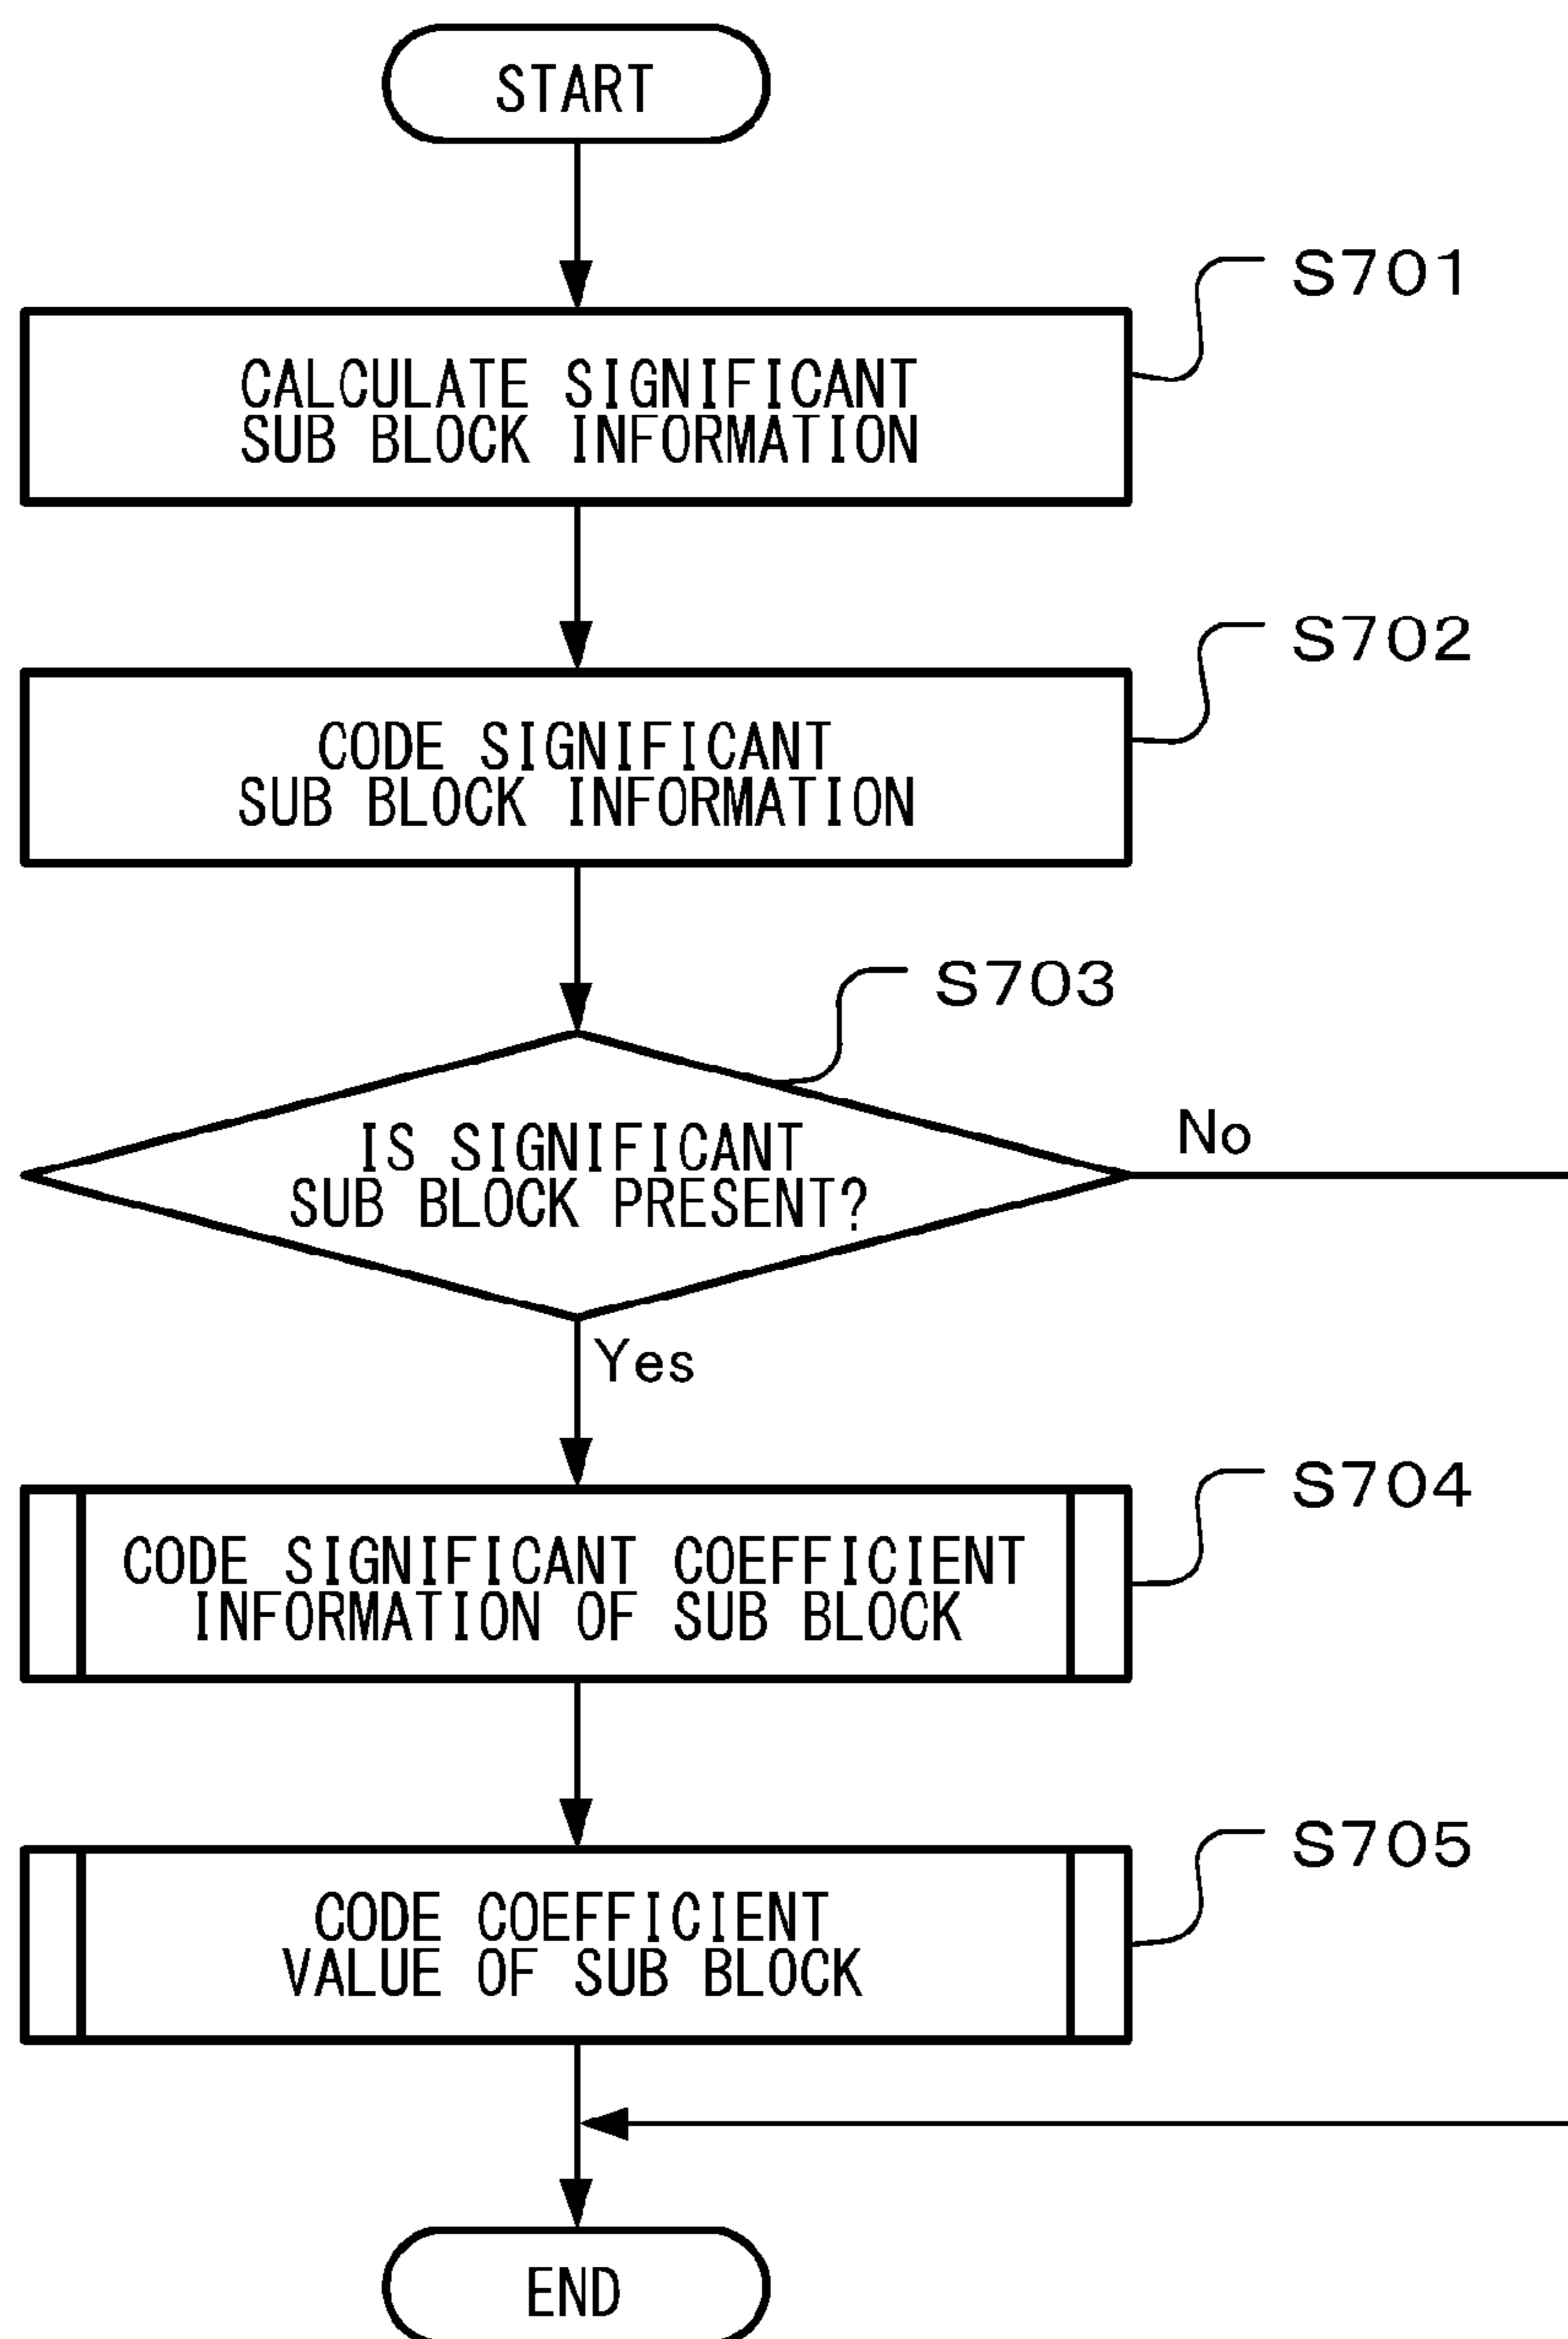 START
S701
CALCULATE SIGNIFICANT
SUB BLOCK INFORMATION
S702
CODE SIGNIFICANT
SUB BLOCK INFORMATION
S703
IS SIGNIFICANT
SUB BLOCK PRESENT?
No
Yes
S704
CODE SIGNIFICANT COEFFICIENT
INFORMATION OF SUB BLOCK
S705
CODE COEFFICIENT
VALUE OF SUB BLOCK
END